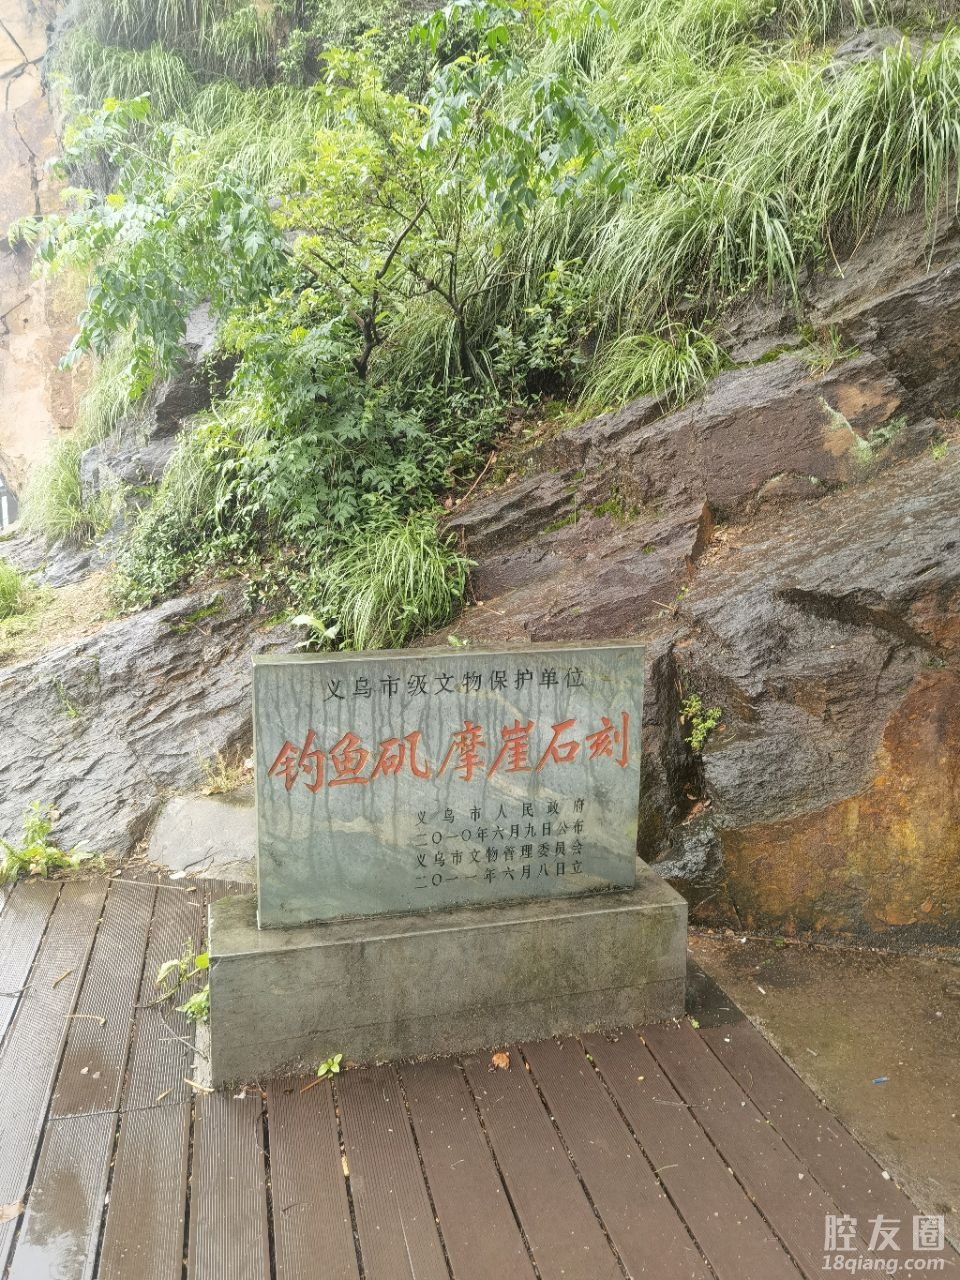 义乌市级文物保护单位
钓鱼矶摩崖石刻
义乌市人民政府
二〇一〇年六月九日公布
义乌市文物管理委员会
二〇一一年六月八日立
腔友圈
18qiang.com